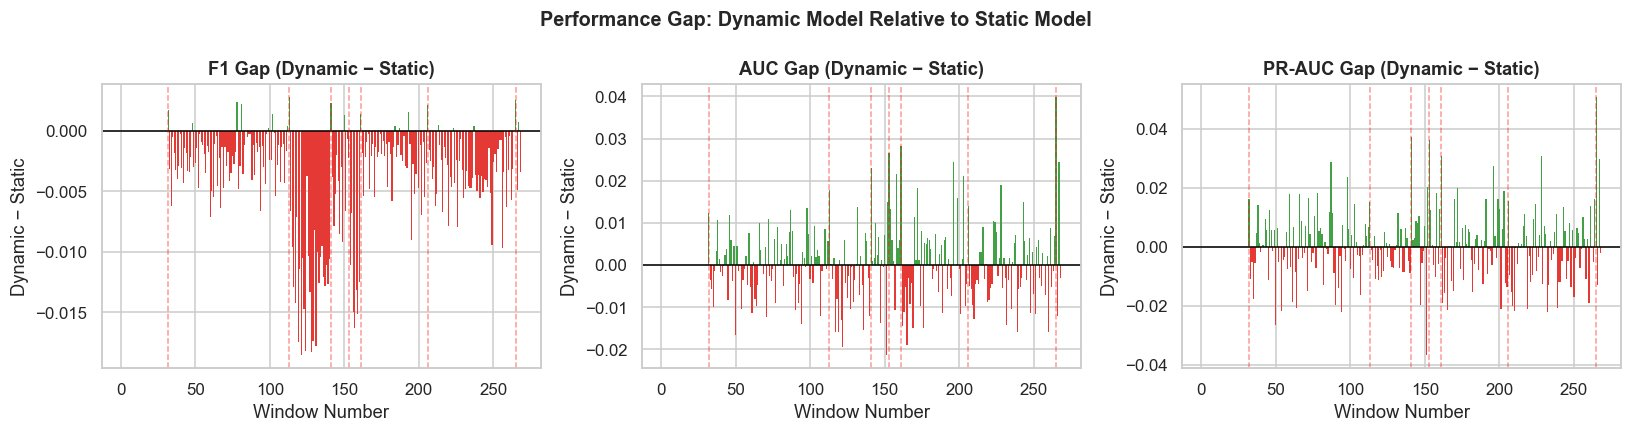 Performance Gap: Dynamic Model Relative to Static Model
F1 Gap (Dynamic − Static)
Dynamic − Static
0.000
−0.005
−0.010
−0.015
0 50 100 150 200 250
Window Number
AUC Gap (Dynamic − Static)
Dynamic − Static
0.04
0.03
0.02
0.01
0.00
−0.01
−0.02
0 50 100 150 200 250
Window Number
PR-AUC Gap (Dynamic − Static)
Dynamic − Static
0.04
0.02
0.00
−0.02
−0.04
0 50 100 150 200 250
Window Number